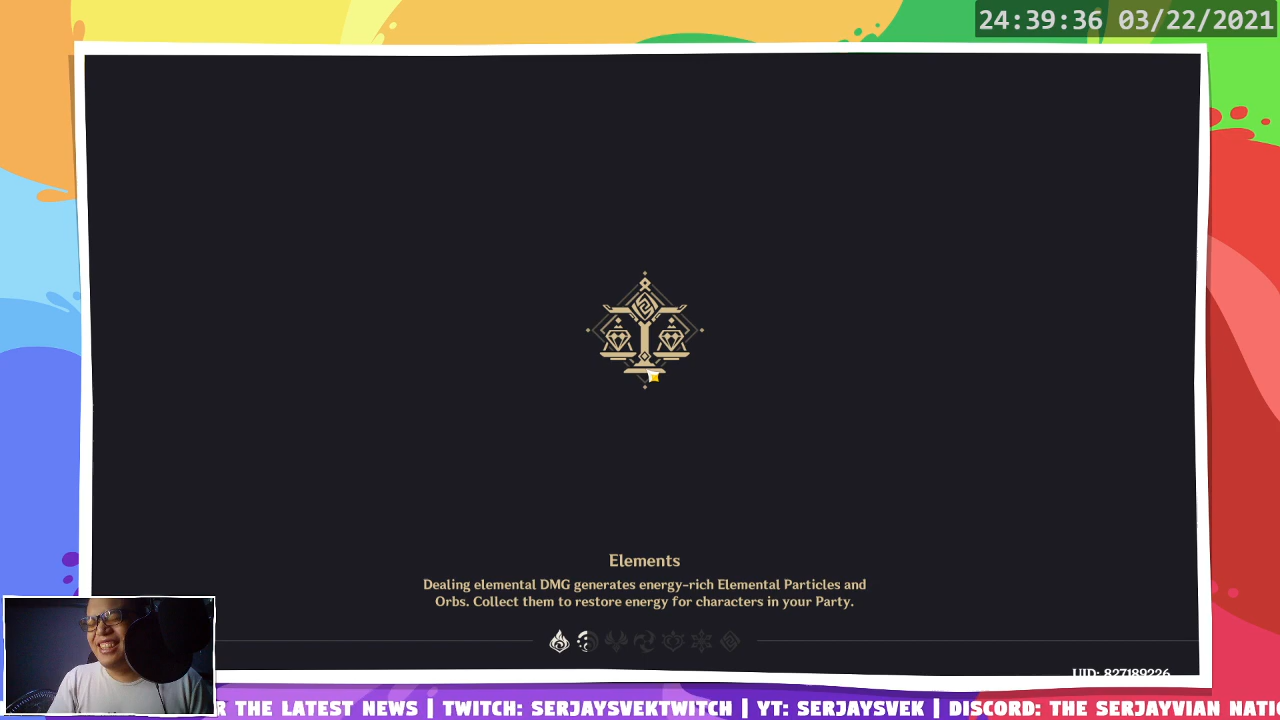 24:39:36 03/22/2021
Elements
Dealing elemental DMG generates energy-rich Elemental Particles and
Orbs. Collect them to restore energy for characters in your Party.
UID: 827189226
R THE LATEST NEWS | TWITCH: SERJAYSVEKTWITCH | YT: SERJAYSVEK | DISCORD: THE SERJAYVIAN NATI